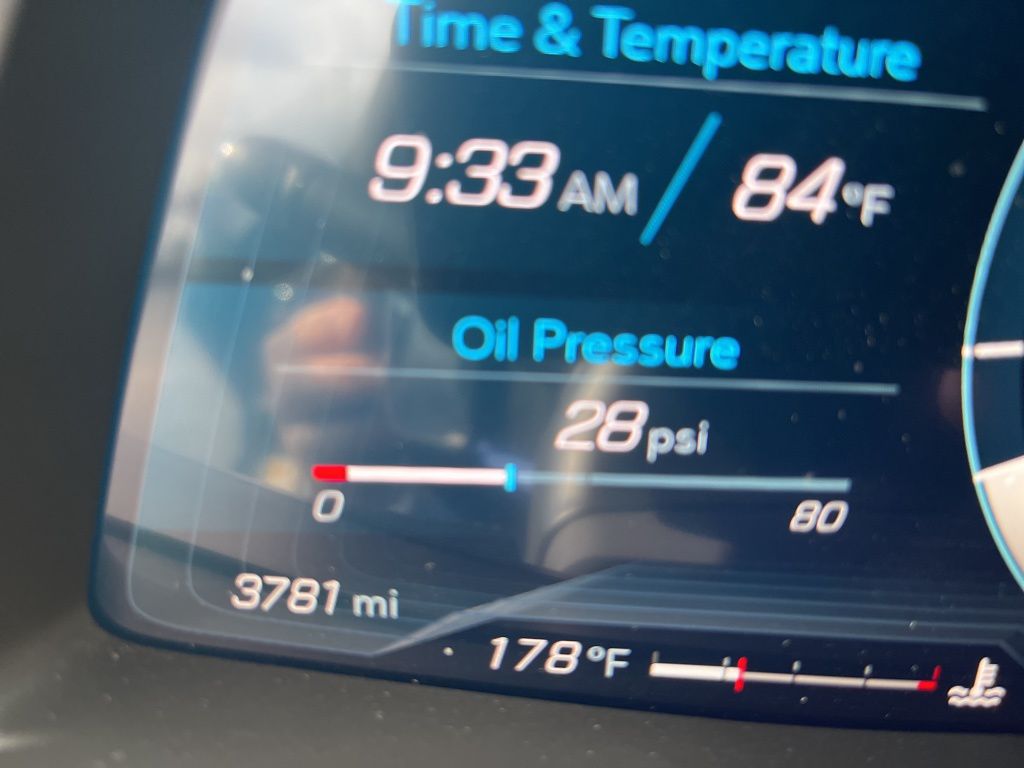 Time & Temperature
9:33 AM / 84 °F
Oil Pressure
28 psi
0 80
3781 mi
178 °F